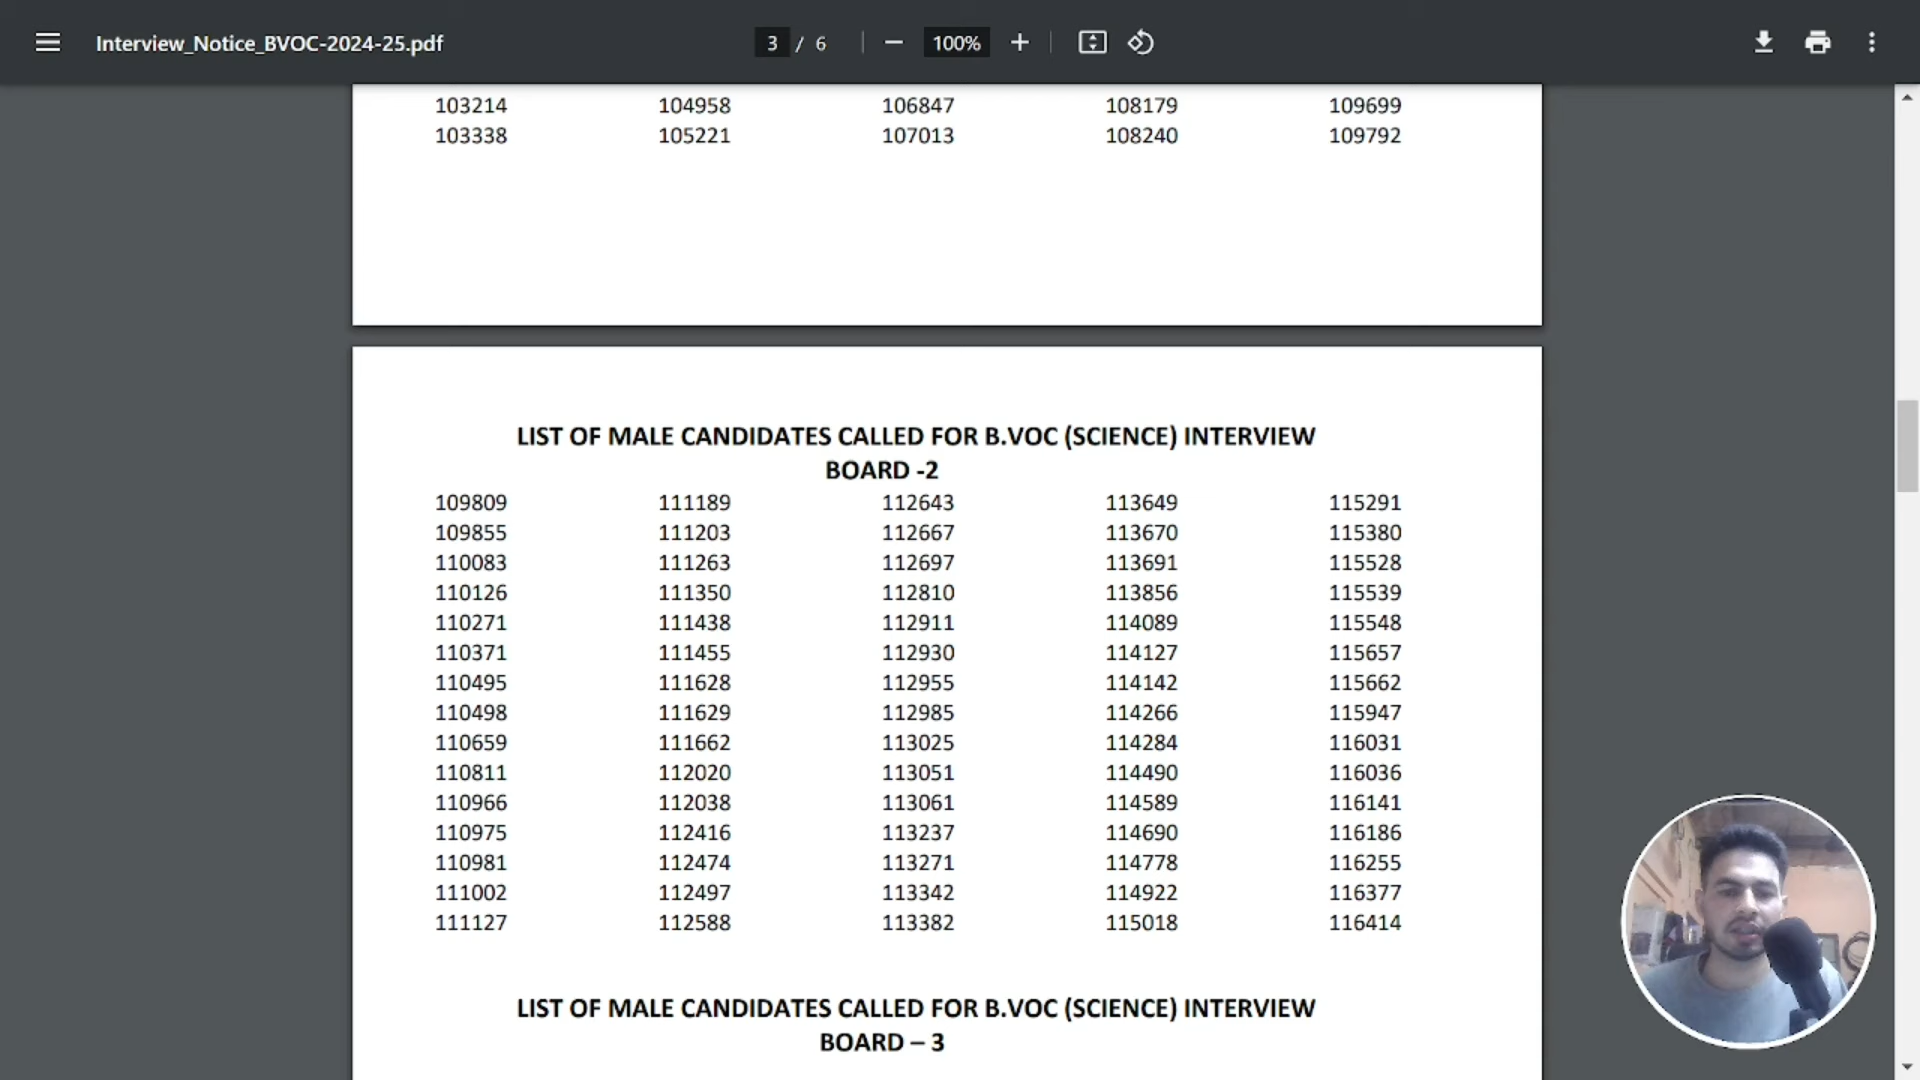 Interview_Notice_BVOC-2024-25.pdf 3 / 6 100%
103214 104958 106847 108179 109699
103338 105221 107013 108240 109792
LIST OF MALE CANDIDATES CALLED FOR B.VOC (SCIENCE) INTERVIEW
BOARD -2
109809 111189 112643 113649 115291
109855 111203 112667 113670 115380
110083 111263 112697 113691 115528
110126 111350 112810 113856 115539
110271 111438 112911 114089 115548
110371 111455 112930 114127 115657
110495 111628 112955 114142 115662
110498 111629 112985 114266 115947
110659 111662 113025 114284 116031
110811 112020 113051 114490 116036
110966 112038 113061 114589 116141
110975 112416 113237 114690 116186
110981 112474 113271 114778 116255
111002 112497 113342 114922 116377
111127 112588 113382 115018 116414
LIST OF MALE CANDIDATES CALLED FOR B.VOC (SCIENCE) INTERVIEW
BOARD – 3